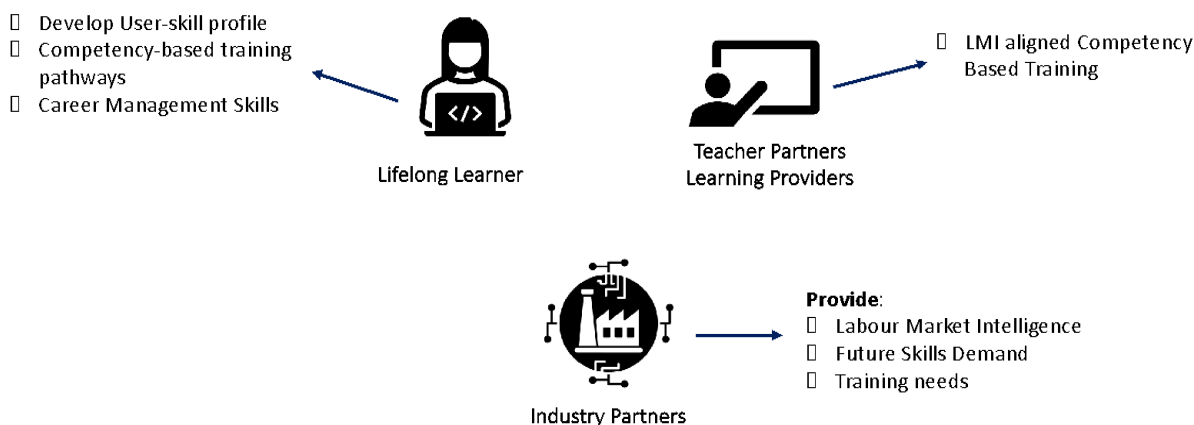 Develop User-skill profile
Competency-based training
pathways
Career Management Skills
LMI aligned Competency
Based Training
</>
Lifelong Learner
Teacher Partners
Learning Providers
Provide:
Labour Market Intelligence
Future Skills Demand
Training needs
Industry Partners